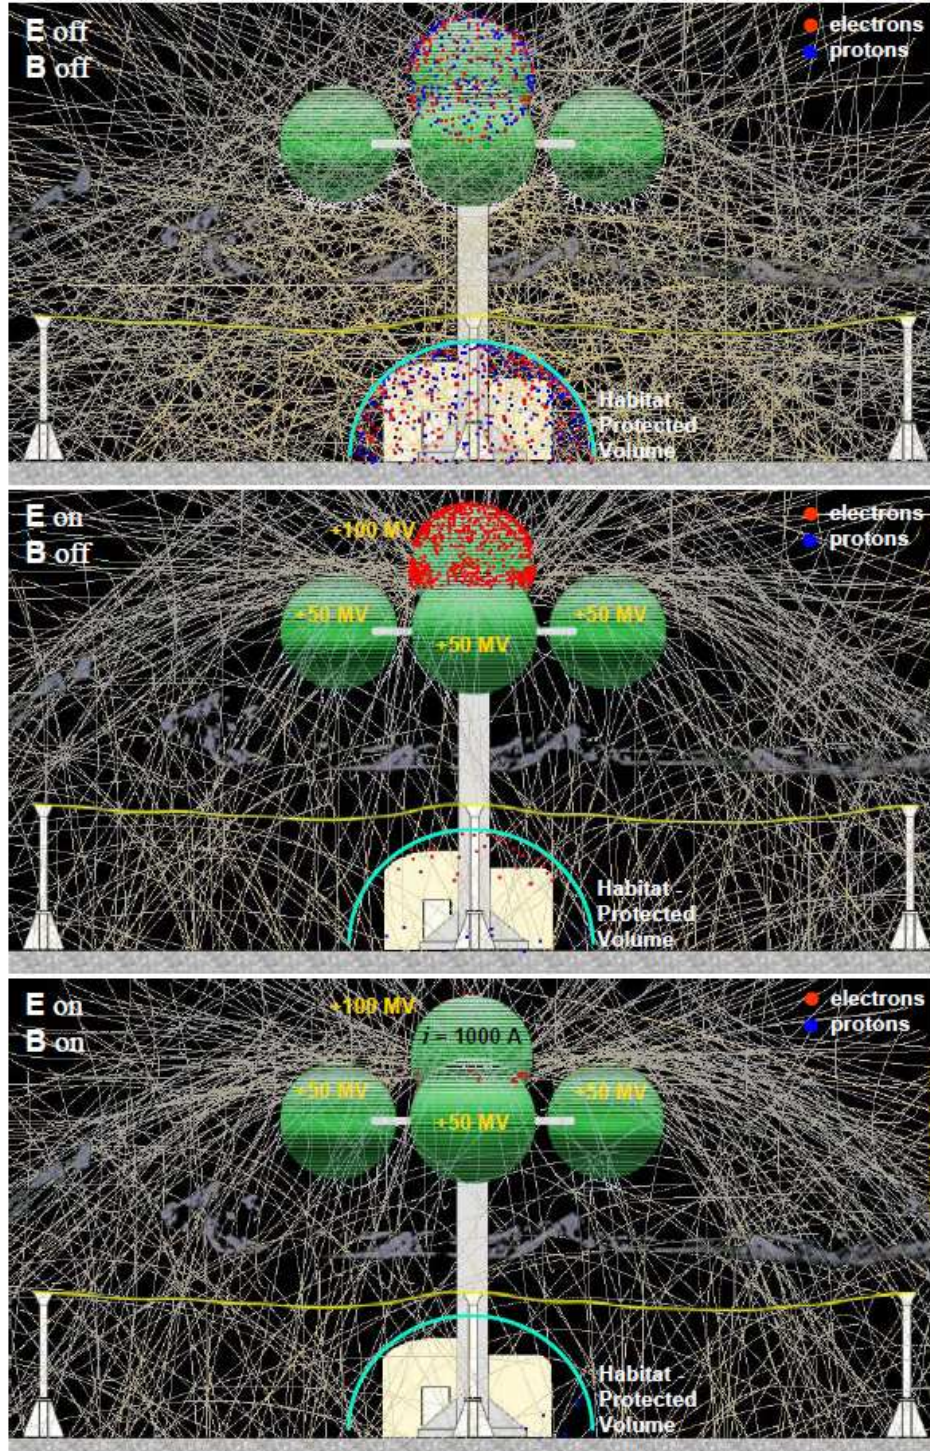 E off
B off
electrons
protons
Habitat -
Protected
Volume
E on
B off
electrons
protons
+100 MV
+50 MV
+50 MV
+50 MV
Habitat -
Protected
Volume
E on
B on
electrons
protons
+100 MV
i = 1000 A
+50 MV
+50 MV
+50 MV
Habitat -
Protected
Volume